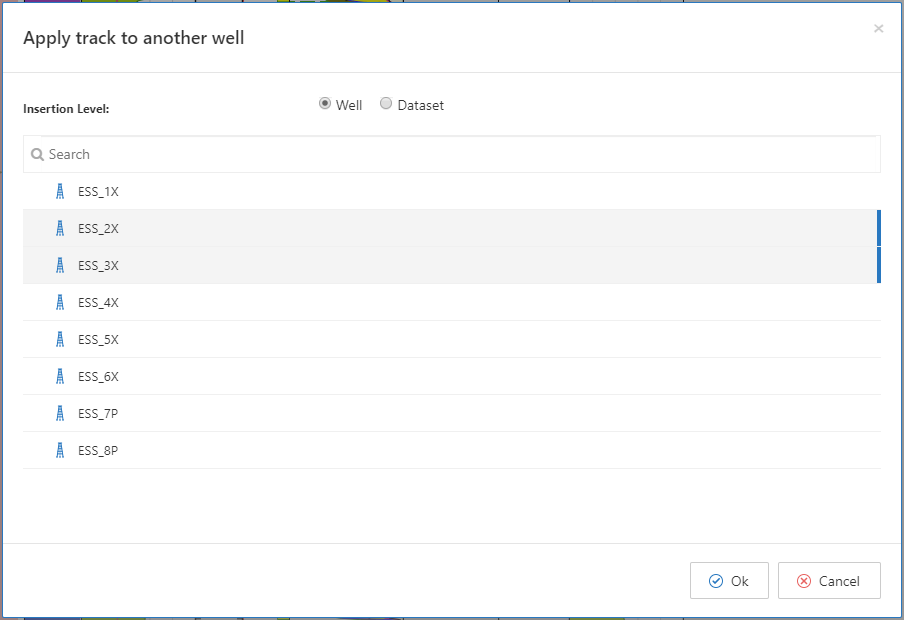 Apply track to another well
Insertion Level: Well Dataset
Search
ESS_1X
ESS_2X
ESS_3X
ESS_4X
ESS_5X
ESS_6X
ESS_7P
ESS_8P
Ok Cancel